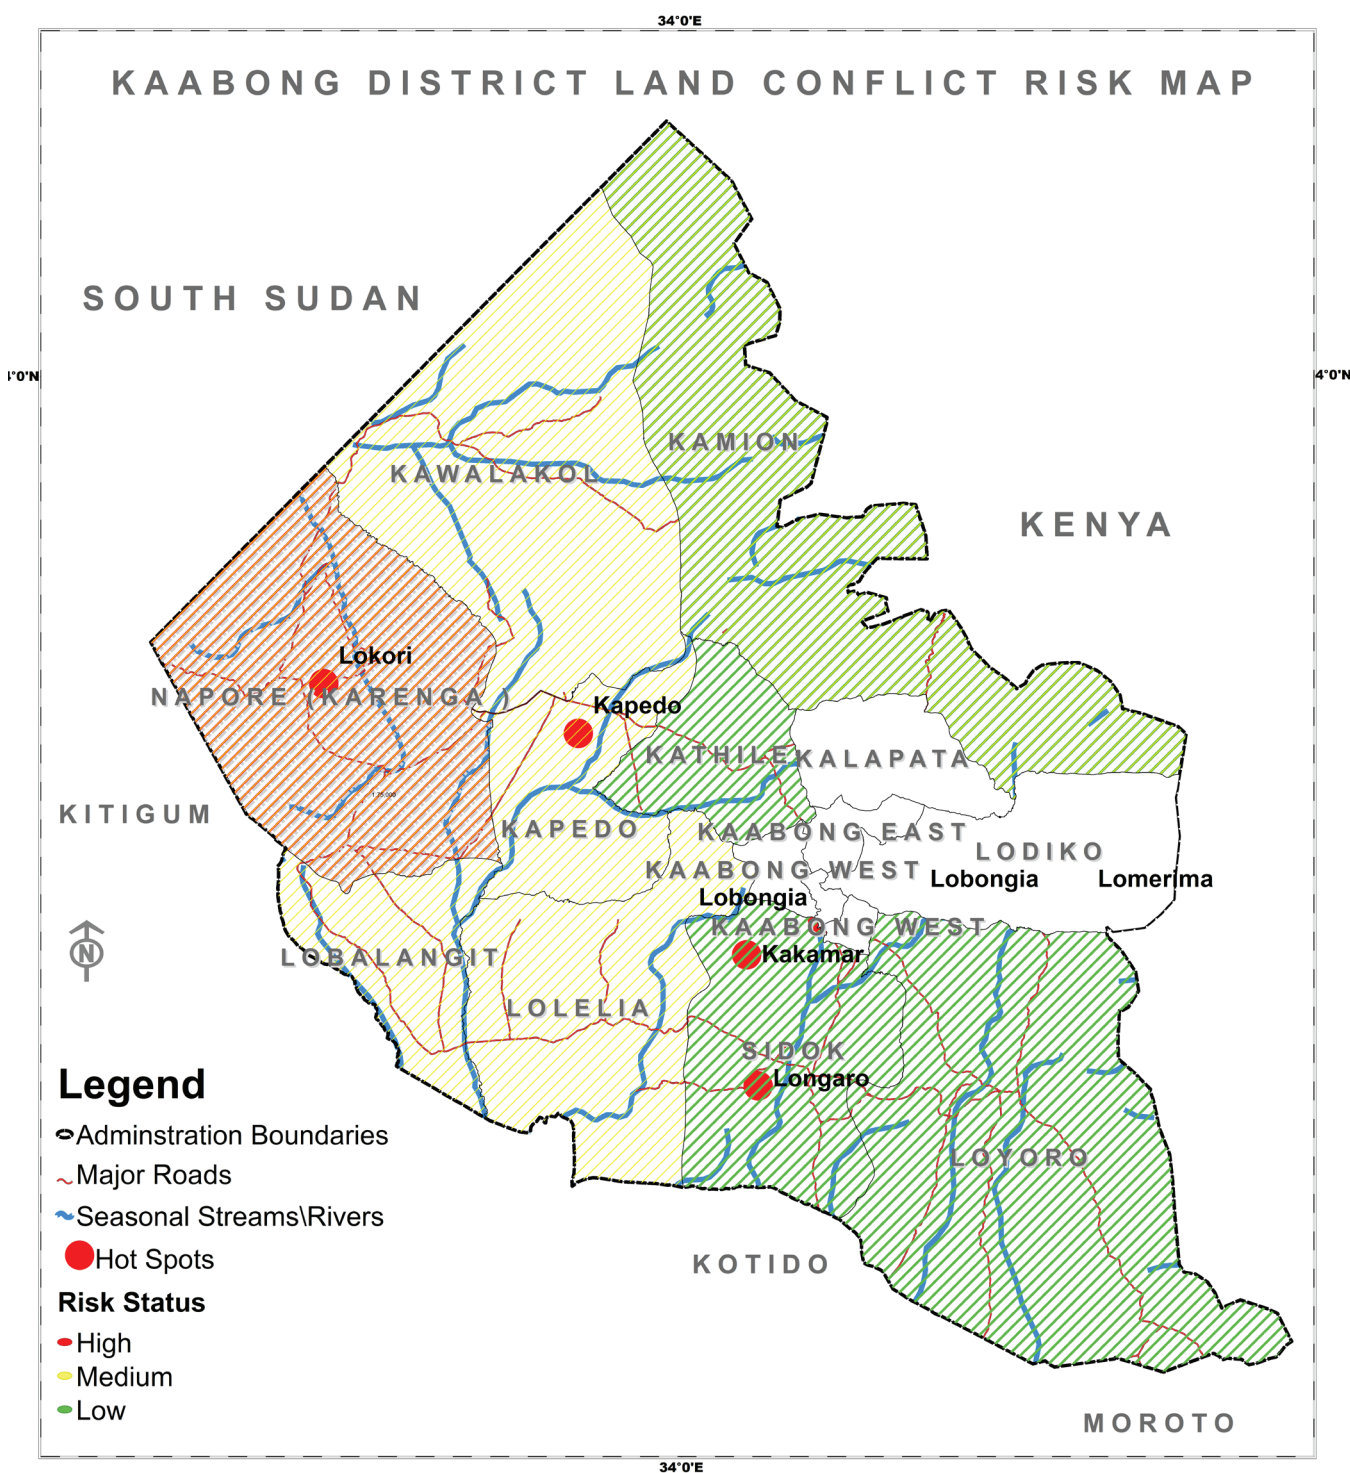 34°0'E
KAABONG DISTRICT LAND CONFLICT RISK MAP
SOUTH SUDAN
4°0'N
4°0'N
KAMION
KAWALAKOL
KENYA
Lokori
NAPORE (KARENGA )
Kapedo
KATHILE
KALAPATA
1:75,000
KITIGUM
KAPEDO
KAABONG EAST
LODIKO
KAABONG WEST
Lobongia
Lomerima
Lobongia
KAABONG WEST
N
Kakamar
LOBALANGIT
LOLELIA
SIDOK
Longaro
Legend
Adminstration Boundaries
Major Roads
LOYORO
Seasonal Streams\Rivers
Hot Spots
KOTIDO
Risk Status
High
Medium
Low
MOROTO
34°0'E